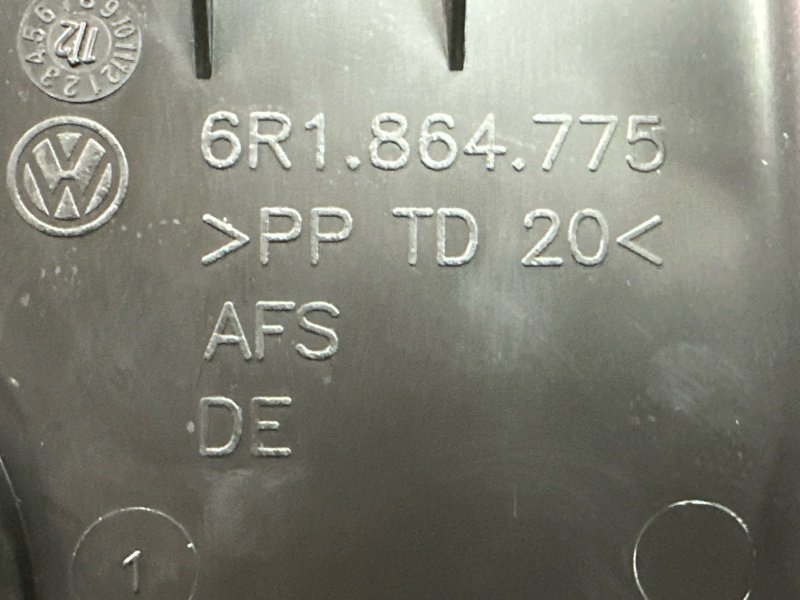 6R1.864.775
>PP TD 20<
AFS
DE
1